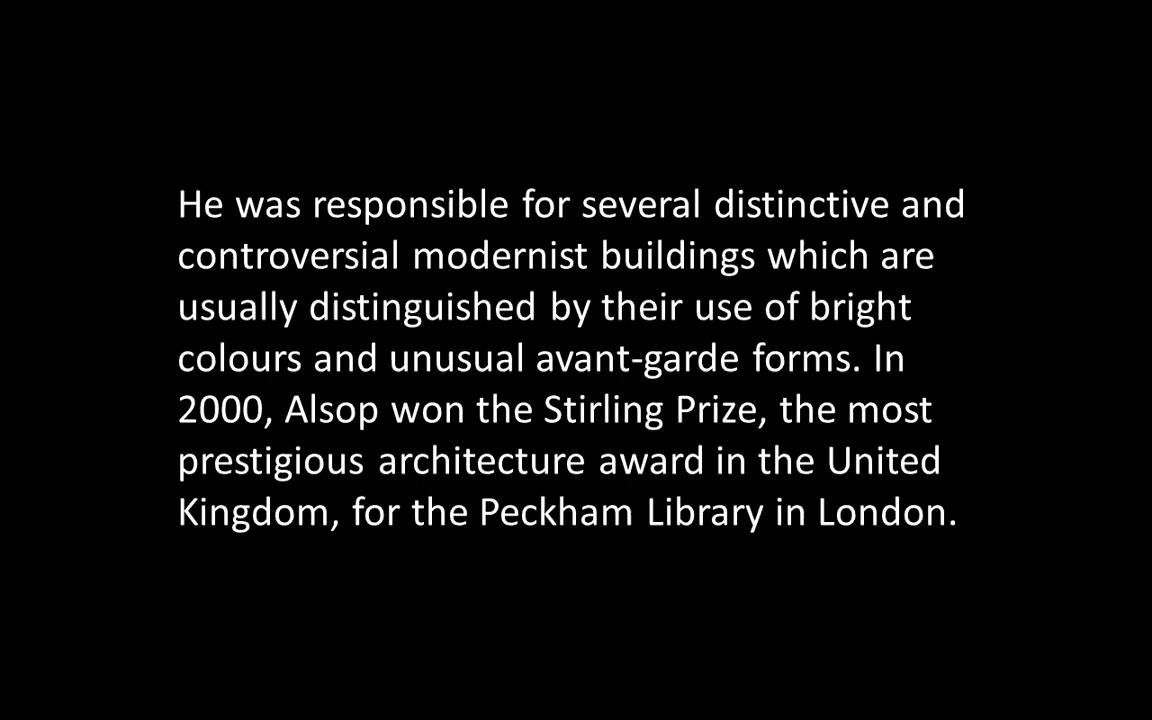 He was responsible for several distinctive and
controversial modernist buildings which are
usually distinguished by their use of bright
colours and unusual avant-garde forms. In
2000, Alsop won the Stirling Prize, the most
prestigious architecture award in the United
Kingdom, for the Peckham Library in London.